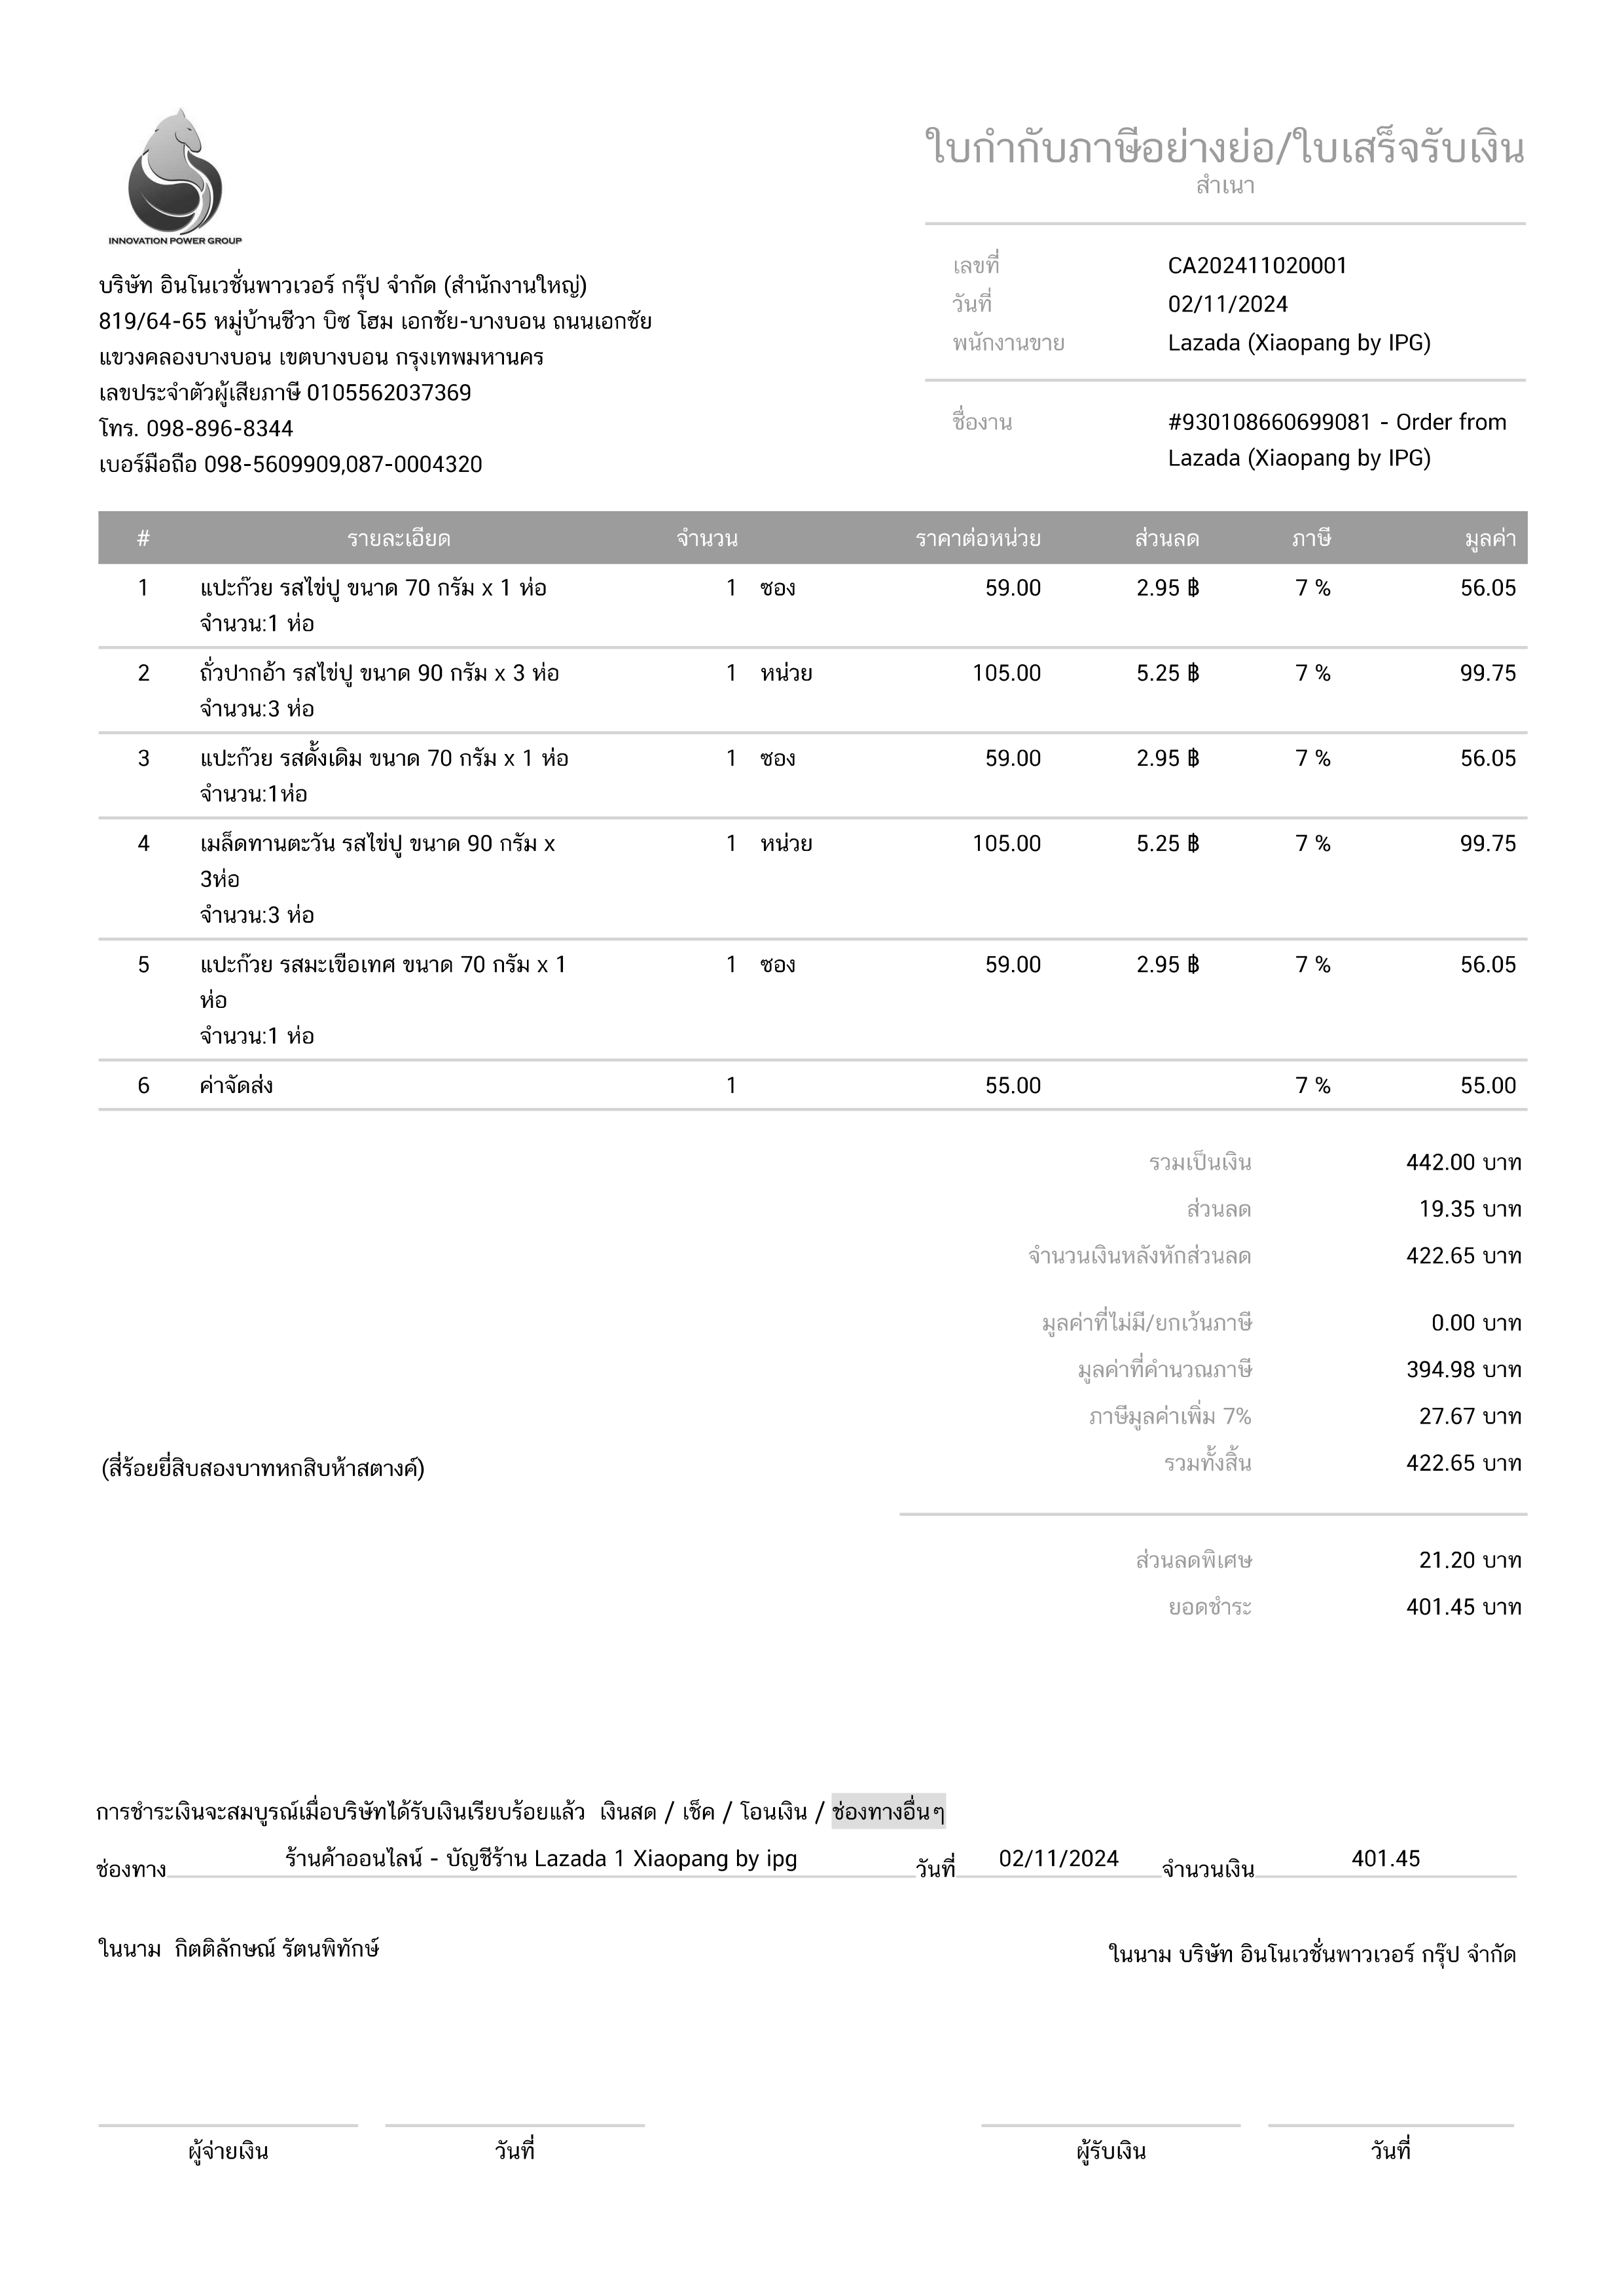 INNOVATION POWER GROUP
ใบกำกับภาษีอย่างย่อ/ใบเสร็จรับเงิน
สำเนา
บริษัท อินโนเวชั่นพาวเวอร์ กรุ๊ป จำกัด (สำนักงานใหญ่)
819/64-65 หมู่บ้านชีวา บิซ โฮม เอกชัย-บางบอน ถนนเอกชัย
แขวงคลองบางบอน เขตบางบอน กรุงเทพมหานคร
เลขประจำตัวผู้เสียภาษี 0105562037369
โทร. 098-896-8344
เบอร์มือถือ 098-5609909,087-0004320
เลขที่ CA202411020001
วันที่ 02/11/2024
พนักงานขาย Lazada (Xiaopang by IPG)
ชื่องาน #930108660699081 - Order from
Lazada (Xiaopang by IPG)
# รายละเอียด จำนวน ราคาต่อหน่วย ส่วนลด ภาษี มูลค่า
1 แปะก๊วย รสไข่ปู ขนาด 70 กรัม x 1 ห่อ 1 ซอง 59.00 2.95 ฿ 7 % 56.05
จำนวน:1 ห่อ
2 ถั่วปากอ้า รสไข่ปู ขนาด 90 กรัม x 3 ห่อ 1 หน่วย 105.00 5.25 ฿ 7 % 99.75
จำนวน:3 ห่อ
3 แปะก๊วย รสดั้งเดิม ขนาด 70 กรัม x 1 ห่อ 1 ซอง 59.00 2.95 ฿ 7 % 56.05
จำนวน:1ห่อ
4 เมล็ดทานตะวัน รสไข่ปู ขนาด 90 กรัม x 1 หน่วย 105.00 5.25 ฿ 7 % 99.75
3ห่อ
จำนวน:3 ห่อ
5 แปะก๊วย รสมะเขือเทศ ขนาด 70 กรัม x 1 1 ซอง 59.00 2.95 ฿ 7 % 56.05
ห่อ
จำนวน:1 ห่อ
6 ค่าจัดส่ง 1 55.00 7 % 55.00
รวมเป็นเงิน 442.00 บาท
ส่วนลด 19.35 บาท
จำนวนเงินหลังหักส่วนลด 422.65 บาท
มูลค่าที่ไม่มี/ยกเว้นภาษี 0.00 บาท
มูลค่าที่คำนวณภาษี 394.98 บาท
ภาษีมูลค่าเพิ่ม 7% 27.67 บาท
(สี่ร้อยยี่สิบสองบาทหกสิบห้าสตางค์) รวมทั้งสิ้น 422.65 บาท
ส่วนลดพิเศษ 21.20 บาท
ยอดชำระ 401.45 บาท
การชำระเงินจะสมบูรณ์เมื่อบริษัทได้รับเงินเรียบร้อยแล้ว เงินสด / เช็ค / โอนเงิน / ช่องทางอื่นๆ
ช่องทาง ร้านค้าออนไลน์ - บัญชีร้าน Lazada 1 Xiaopang by ipg วันที่ 02/11/2024 จำนวนเงิน 401.45
ในนาม กิตติลักษณ์ รัตนพิทักษ์ ในนาม บริษัท อินโนเวชั่นพาวเวอร์ กรุ๊ป จำกัด
ผู้จ่ายเงิน วันที่ ผู้รับเงิน วันที่